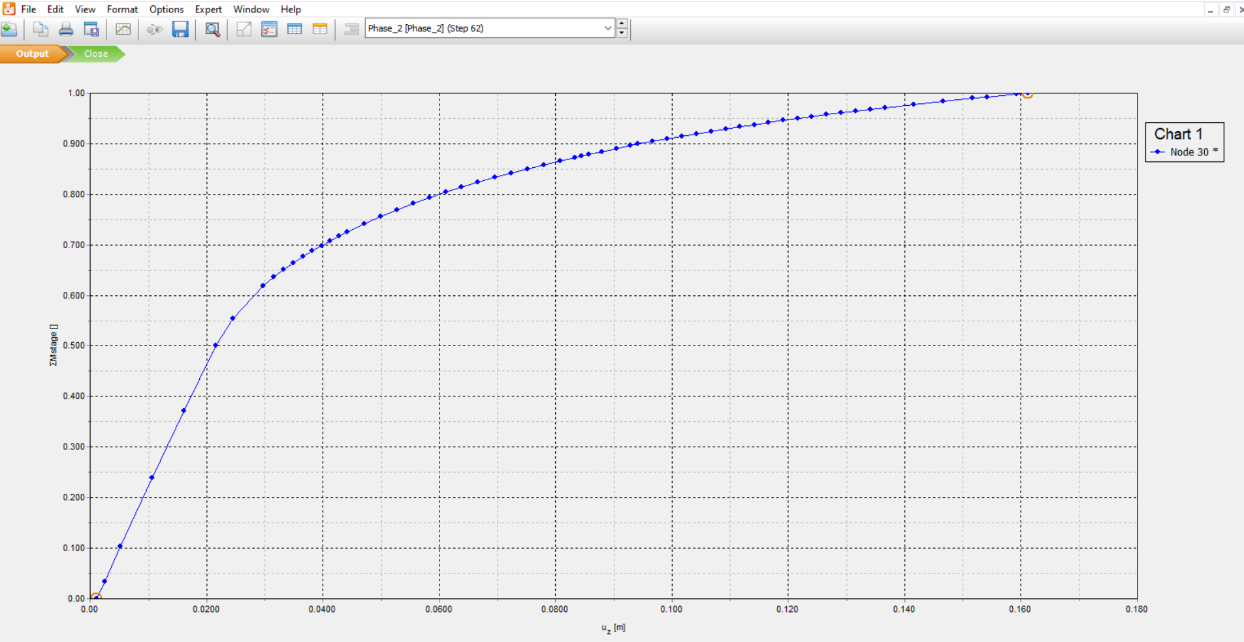 File Edit View Format Options Expert Window Help
Phase_2 [Phase_2] (Step 62)
Output Close
1.00
0.900
0.800
0.700
0.600
0.500
0.400
0.300
0.200
0.100
0.00
ΣMstage []
0.00 0.0200 0.0400 0.0600 0.0800 0.100 0.120 0.140 0.160 0.180
uz [m]
Chart 1
Node 30 *